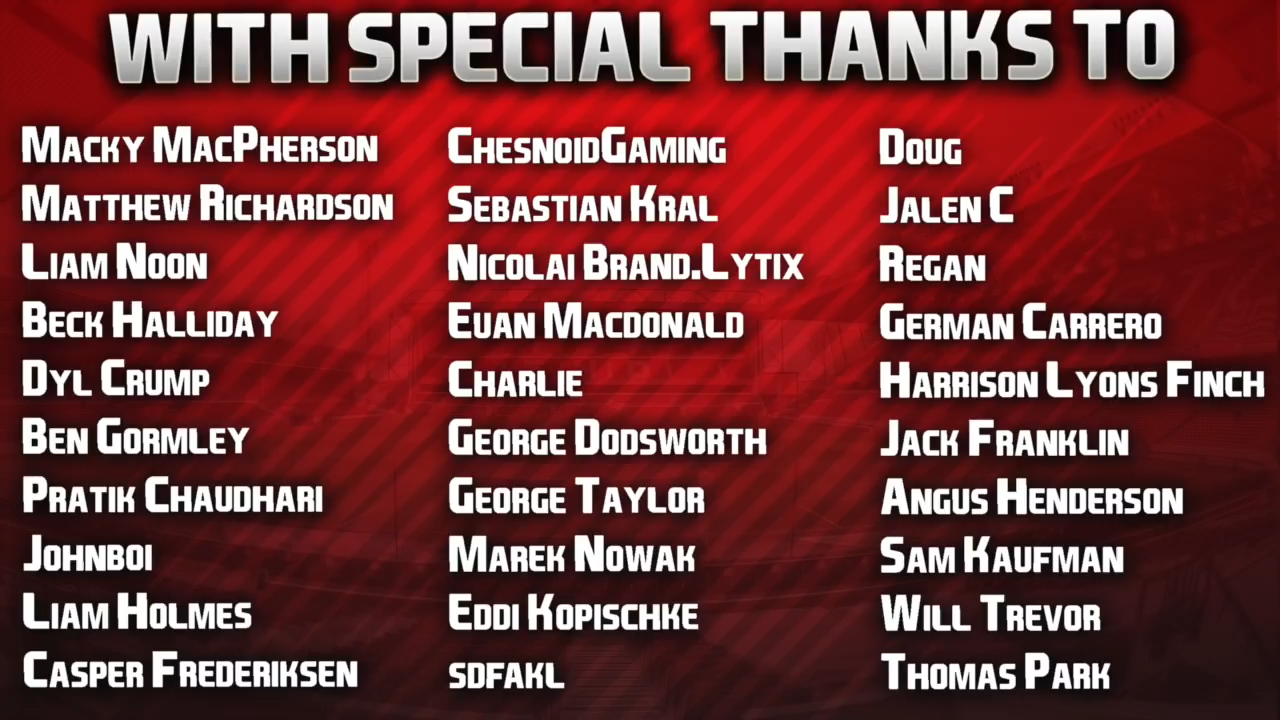 WITH SPECIAL THANKS TO
Macky MacPherson
Matthew Richardson
Liam Noon
Beck Halliday
Dyl Crump
Ben Gormley
Pratik Chaudhari
Johnboi
Liam Holmes
Casper Frederiksen
ChesnoidGaming
Sebastian Kral
Nicolai Brand.Lytix
Euan Macdonald
Charlie
George Dodsworth
George Taylor
Marek Nowak
Eddi Kopischke
sdfakl
Doug
Jalen C
Regan
German Carrero
Harrison Lyons Finch
Jack Franklin
Angus Henderson
Sam Kaufman
Will Trevor
Thomas Park